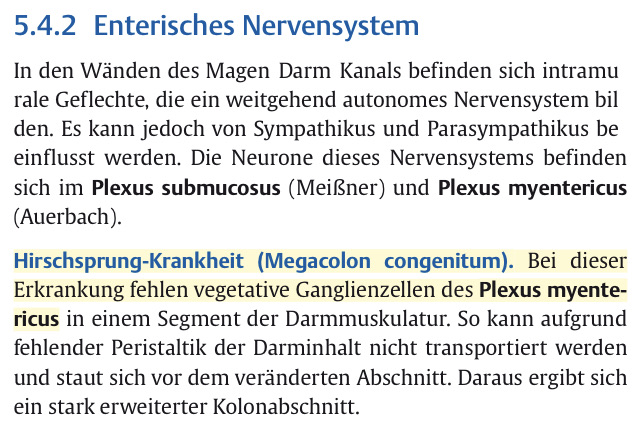 5.4.2 Enterisches Nervensystem
In den Wänden des Magen Darm Kanals befinden sich intramu
rale Geflechte, die ein weitgehend autonomes Nervensystem bil
den. Es kann jedoch von Sympathikus und Parasympathikus be
einflusst werden. Die Neurone dieses Nervensystems befinden
sich im Plexus submucosus (Meißner) und Plexus myentericus
(Auerbach).
Hirschsprung-Krankheit (Megacolon congenitum). Bei dieser
Erkrankung fehlen vegetative Ganglienzellen des Plexus myente-
ricus in einem Segment der Darmmuskulatur. So kann aufgrund
fehlender Peristaltik der Darminhalt nicht transportiert werden
und staut sich vor dem veränderten Abschnitt. Daraus ergibt sich
ein stark erweiterter Kolonabschnitt.